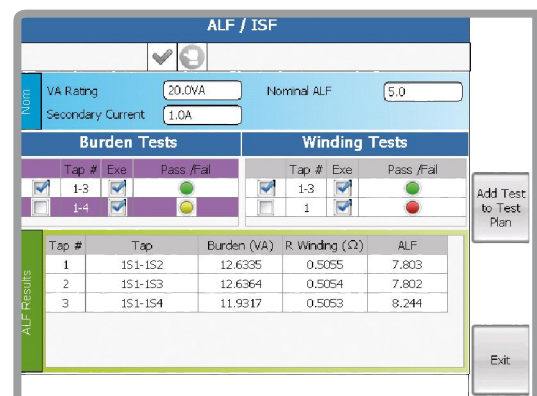 ALF / ISF
Nom
VA Rating 20.0VA Nominal ALF 5.0
Secondary Current 1.0A
Burden Tests Winding Tests
Tap # Exe Pass /Fail Tap # Exe Pass /Fail
1-3 1-3
1-4 1
Add Test to Test Plan
ALF Results
Tap # Tap Burden (VA) R Winding (Ω) ALF
1 1S1-1S2 12.6335 0.5055 7.803
2 1S1-1S3 12.6364 0.5054 7.802
3 1S1-1S4 11.9317 0.5053 8.244
Exit